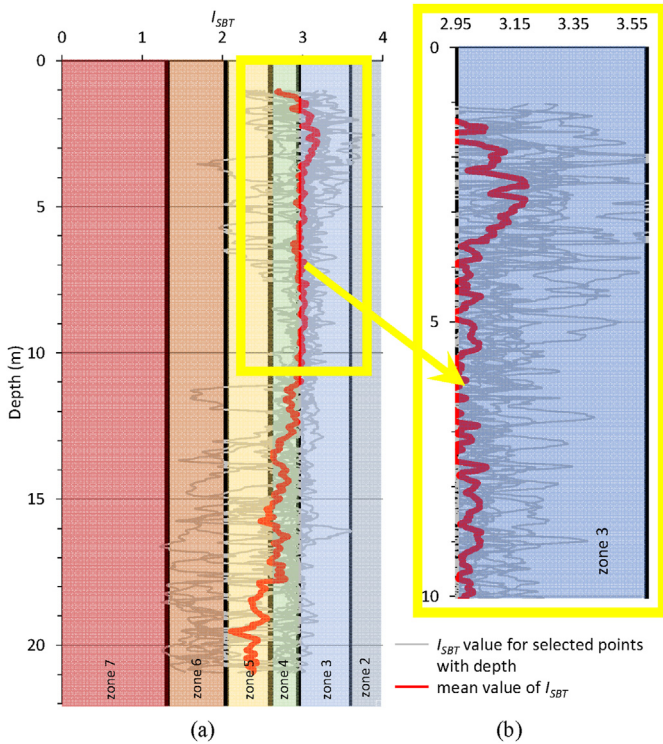 I_SBT
0 1 2 3 4
0
5
10
15
20
Depth (m)
zone 7
zone 6
zone 5
zone 4
zone 3
zone 2
(a)
2.95 3.15 3.35 3.55
0
5
10
zone 3
I_SBT value for selected points
with depth
mean value of I_SBT
(b)